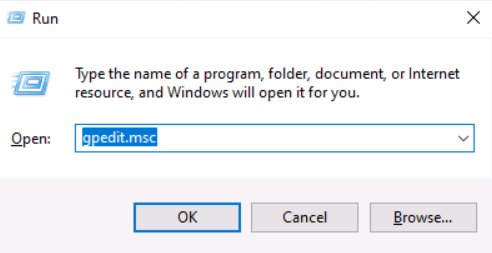 Run
Type the name of a program, folder, document, or Internet
resource, and Windows will open it for you.
Open: gpedit.msc
OK Cancel Browse...